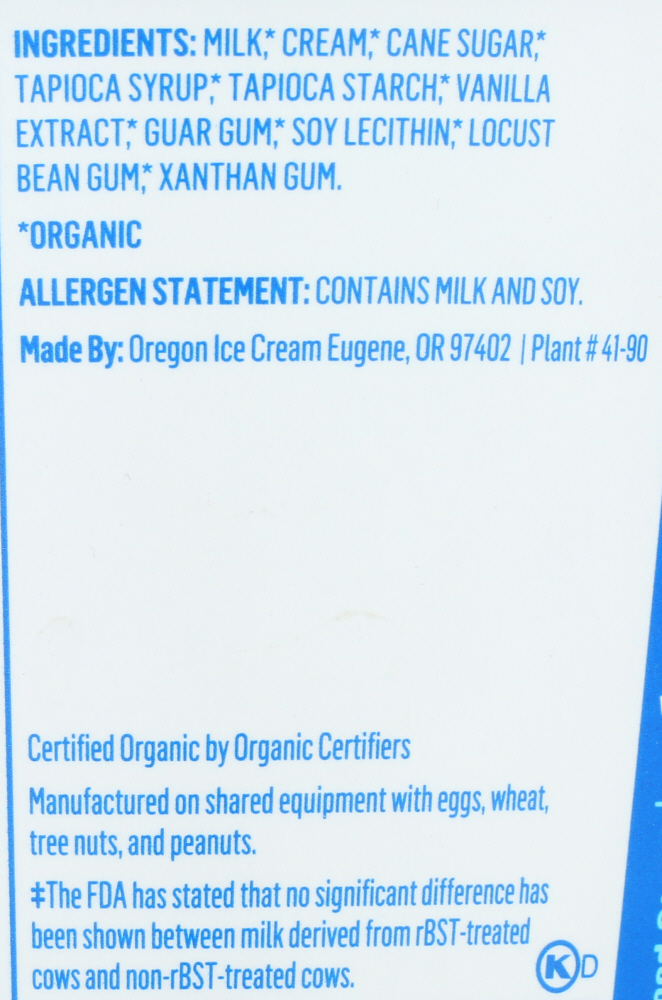 INGREDIENTS: MILK,* CREAM,* CANE SUGAR,*
TAPIOCA SYRUP,* TAPIOCA STARCH,* VANILLA
EXTRACT,* GUAR GUM,* SOY LECITHIN,* LOCUST
BEAN GUM,* XANTHAN GUM.
*ORGANIC
ALLERGEN STATEMENT: CONTAINS MILK AND SOY.
Made By: Oregon Ice Cream Eugene, OR 97402 | Plant # 41-90
Certified Organic by Organic Certifiers
Manufactured on shared equipment with eggs, wheat,
tree nuts, and peanuts.
‡The FDA has stated that no significant difference has
been shown between milk derived from rBST-treated
cows and non-rBST-treated cows.
K D